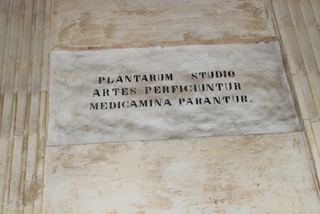 PLANTARUM STUDIO
ARTES PERFICIUNTUR
MEDICAMINA PARANTUR.